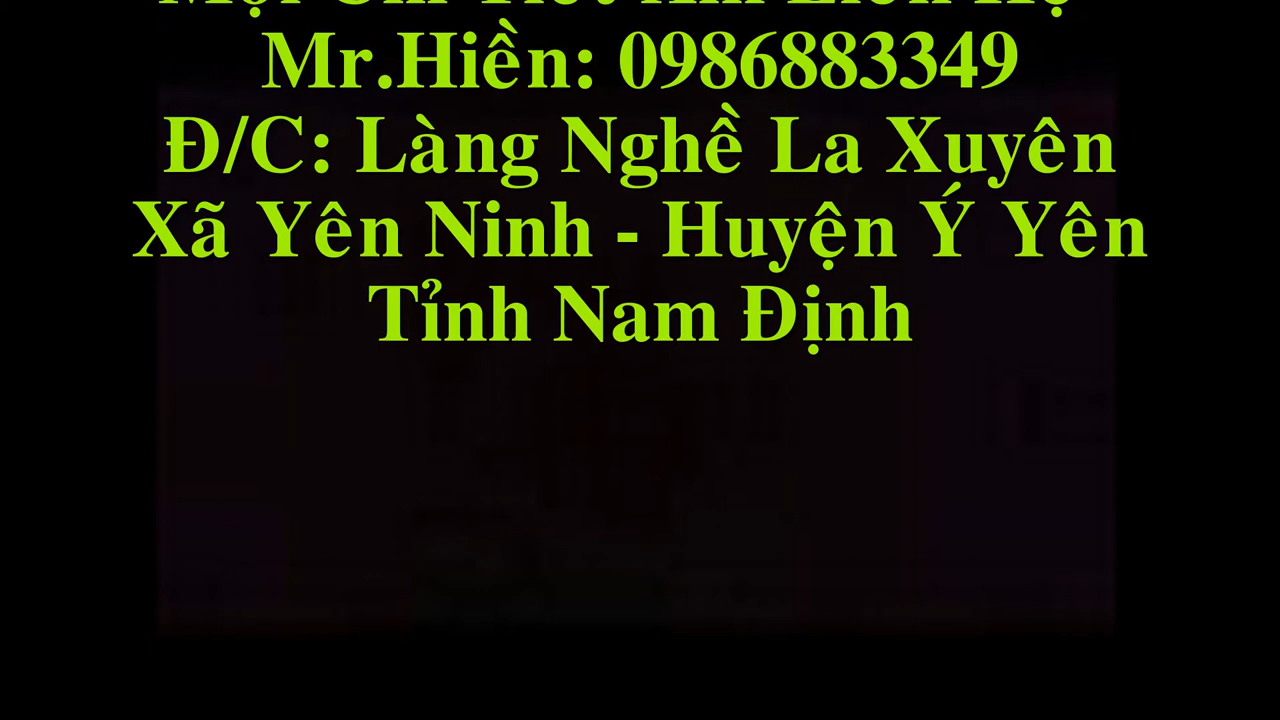 Mr.Hiền: 0986883349
Đ/C: Làng Nghề La Xuyên
Xã Yên Ninh - Huyện Ý Yên
Tỉnh Nam Định